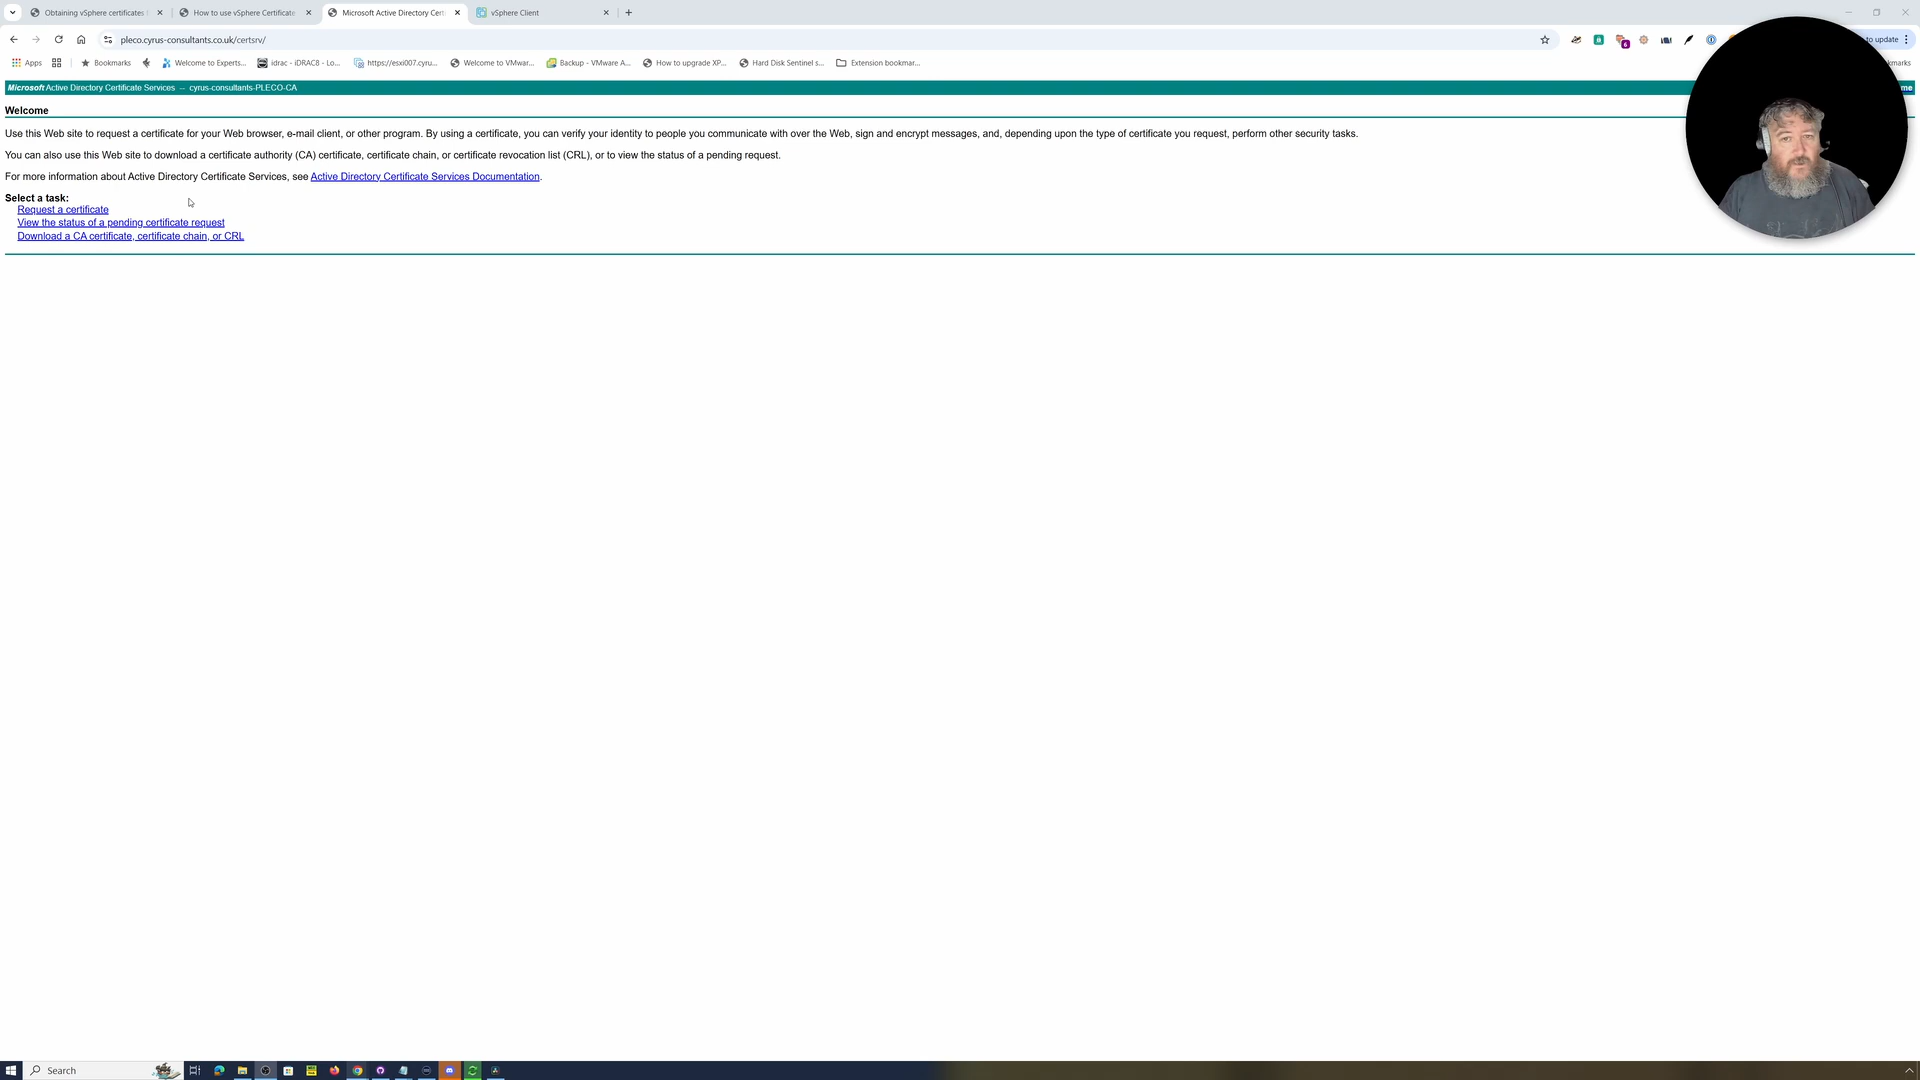 Obtaining vSphere certificates
How to use vSphere Certificate
Microsoft Active Directory Cert
vSphere Client
pleco.cyrus-consultants.co.uk/certsrv/
6
to update
Apps
Bookmarks
Welcome to Experts...
idrac - iDRAC8 - Lo...
https://esxi007.cyru...
Welcome to VMwar...
Backup - VMware A...
How to upgrade XP...
Hard Disk Sentinel s...
Extension bookmar...
kmarks
Microsoft Active Directory Certificate Services -- cyrus-consultants-PLECO-CA
me
Welcome
Use this Web site to request a certificate for your Web browser, e-mail client, or other program. By using a certificate, you can verify your identity to people you communicate with over the Web, sign and encrypt messages, and, depending upon the type of certificate you request, perform other security tasks.
You can also use this Web site to download a certificate authority (CA) certificate, certificate chain, or certificate revocation list (CRL), or to view the status of a pending request.
For more information about Active Directory Certificate Services, see Active Directory Certificate Services Documentation.
Select a task:
Request a certificate
View the status of a pending certificate request
Download a CA certificate, certificate chain, or CRL
Search